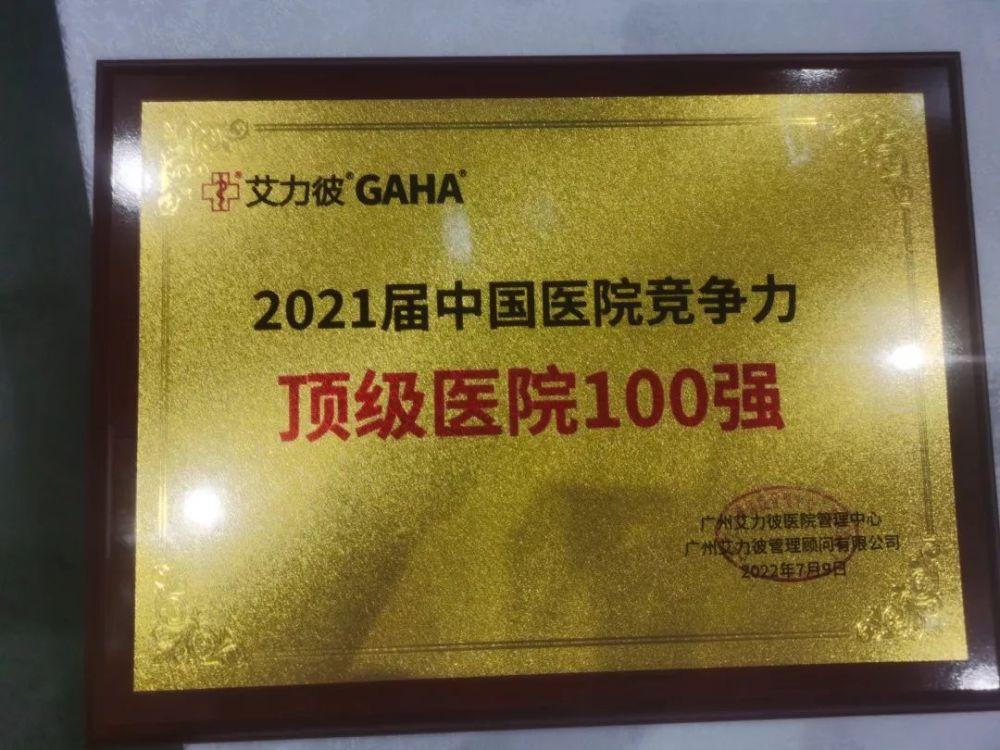 艾力彼® GAHA®
2021届中国医院竞争力
顶级医院100强
广州艾力彼医院管理中心
广州艾力彼管理顾问有限公司
2022年7月9日